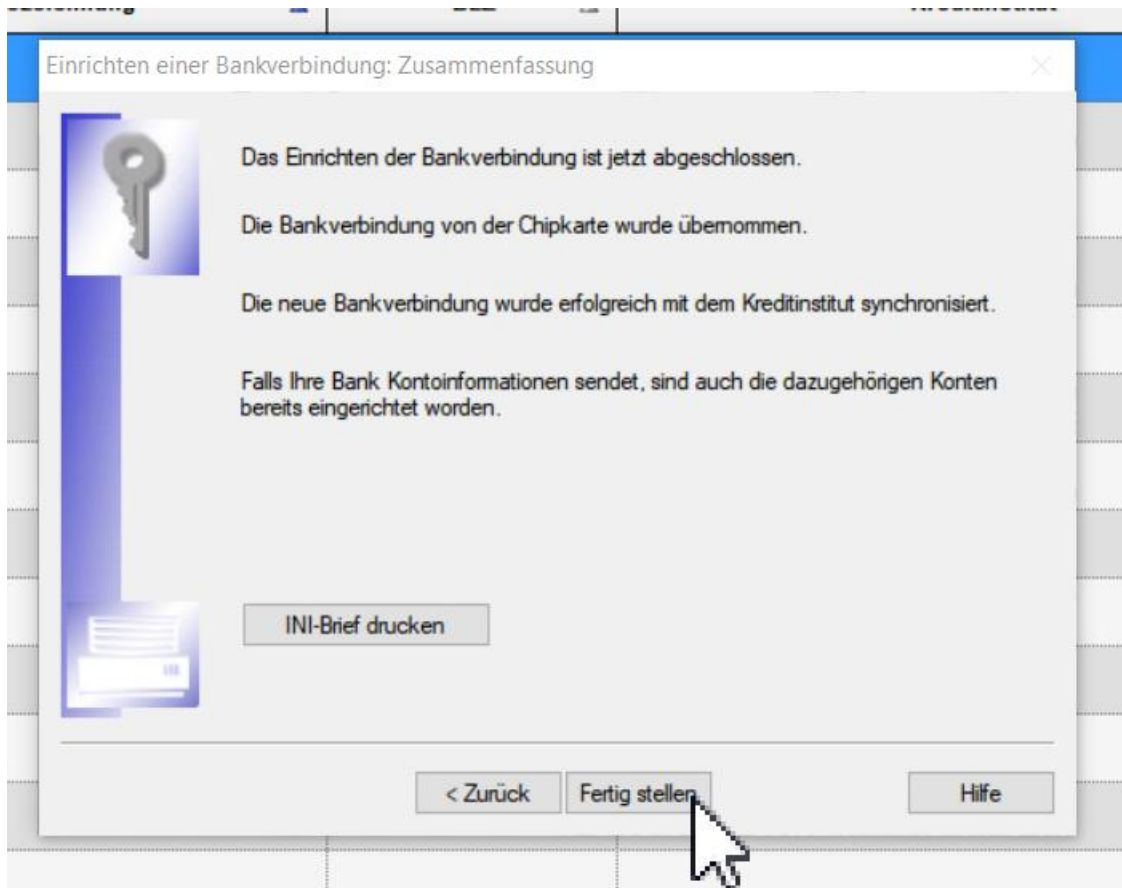 Einrichten einer Bankverbindung: Zusammenfassung
Das Einrichten der Bankverbindung ist jetzt abgeschlossen.
Die Bankverbindung von der Chipkarte wurde übernommen.
Die neue Bankverbindung wurde erfolgreich mit dem Kreditinstitut synchronisiert.
Falls Ihre Bank Kontoinformationen sendet, sind auch die dazugehörigen Konten
bereits eingerichtet worden.
INI-Brief drucken
< Zurück
Fertig stellen
Hilfe